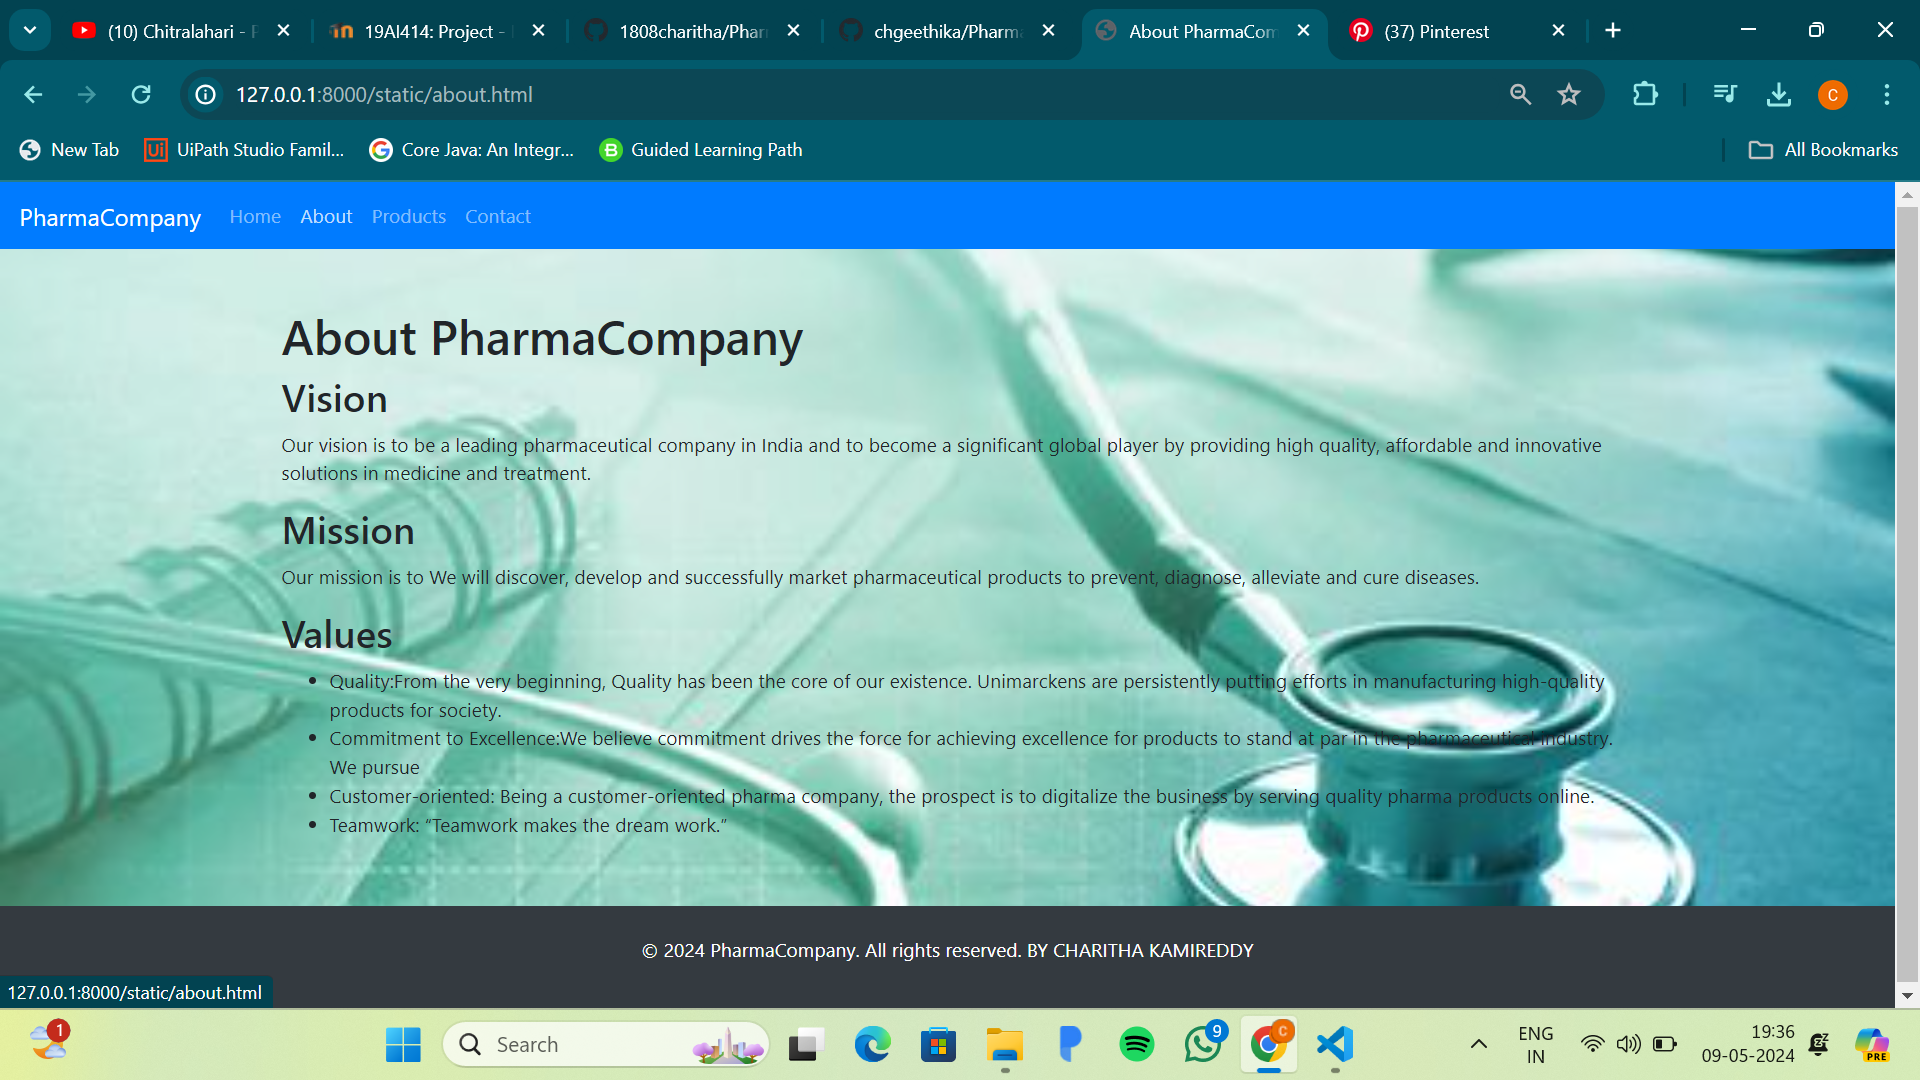 (10) Chitralahari -
19AI414: Project -
1808charitha/Phar
chgeethika/Pharma
About PharmaCom
(37) Pinterest
127.0.0.1:8000/static/about.html
C
New Tab
Ui
UiPath Studio Famil...
Core Java: An Integr...
Guided Learning Path
All Bookmarks
PharmaCompany
Home
About
Products
Contact
About PharmaCompany
Vision
Our vision is to be a leading pharmaceutical company in India and to become a significant global player by providing high quality, affordable and innovative
solutions in medicine and treatment.
Mission
Our mission is to We will discover, develop and successfully market pharmaceutical products to prevent, diagnose, alleviate and cure diseases.
Values
• Quality:From the very beginning, Quality has been the core of our existence. Unimarckens are persistently putting efforts in manufacturing high-quality
products for society.
• Commitment to Excellence:We believe commitment drives the force for achieving excellence for products to stand at par in the pharmaceutical industry.
We pursue
• Customer-oriented: Being a customer-oriented pharma company, the prospect is to digitalize the business by serving quality pharma products online.
• Teamwork: “Teamwork makes the dream work.”
© 2024 PharmaCompany. All rights reserved. BY CHARITHA KAMIREDDY
127.0.0.1:8000/static/about.html
1
Search
9
C
ENG
IN
19:36
09-05-2024
PRE